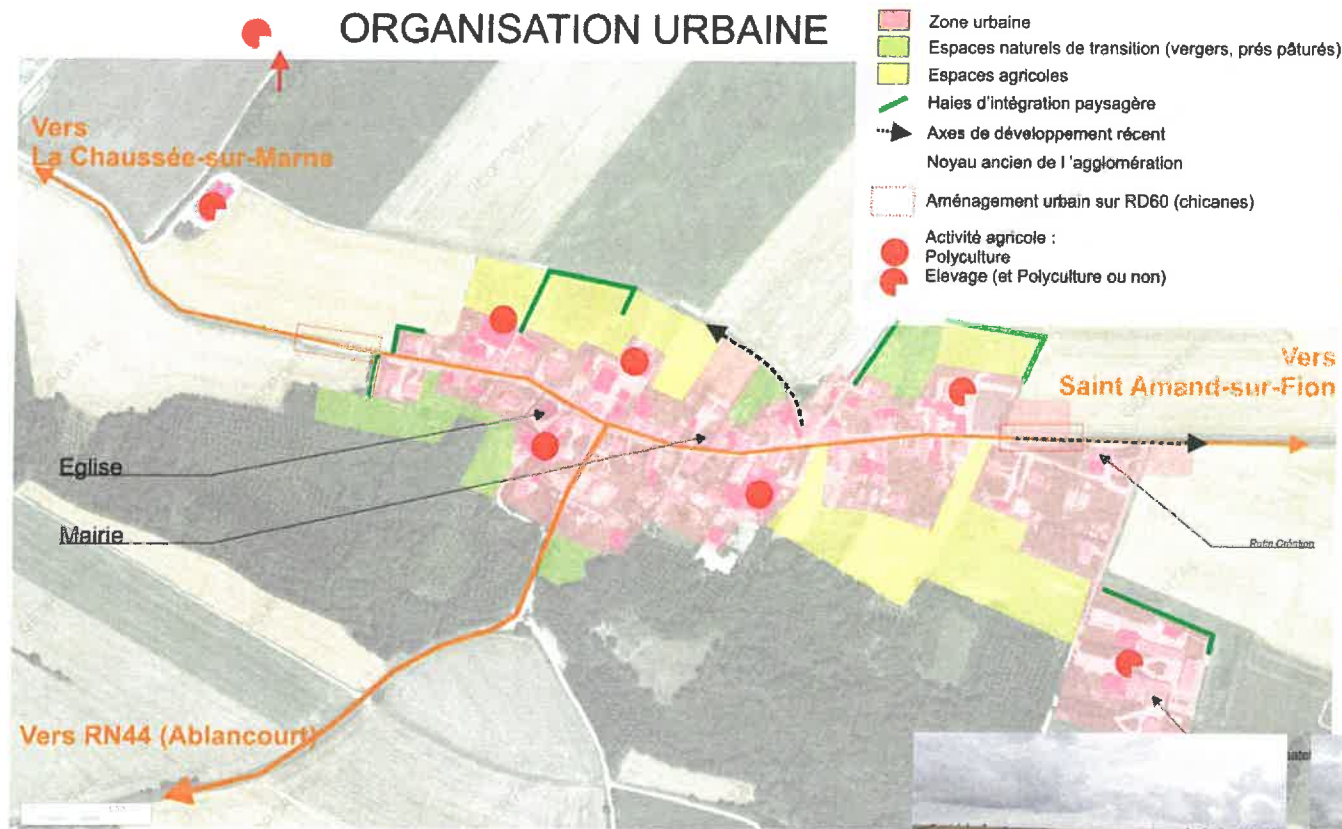 ORGANISATION URBAINE
Zone urbaine
Espaces naturels de transition (vergers, prés pâturés)
Espaces agricoles
Haies d'intégration paysagère
Axes de développement récent
Noyau ancien de l 'agglomération
Aménagement urbain sur RD60 (chicanes)
Activité agricole :
Polyculture
Elevage (et Polyculture ou non)
Vers
La Chaussée-sur-Marne
Vers
Saint Amand-sur-Fion
Eglise
Mairie
Création
Vers RN44 (Ablancourt)